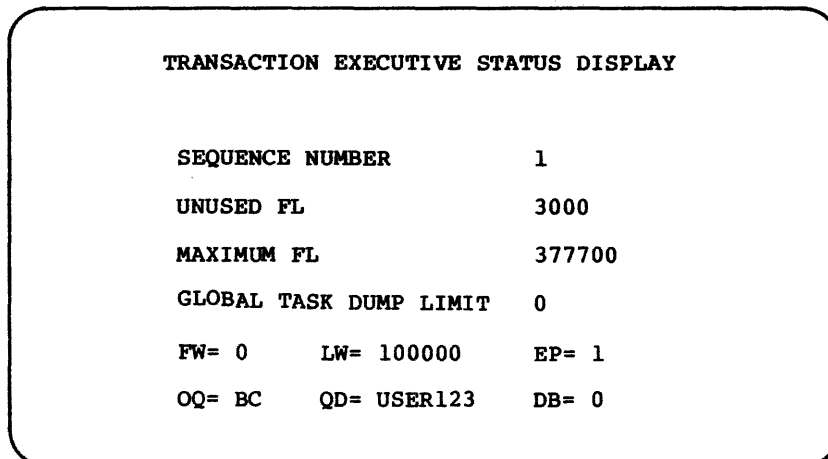 TRANSACTION EXECUTIVE STATUS DISPLAY
SEQUENCE NUMBER 1
UNUSED FL 3000
MAXIMUM FL 377700
GLOBAL TASK DUMP LIMIT 0
FW= 0 LW= 100000 EP= 1
OQ= BC QD= USER123 DB= 0